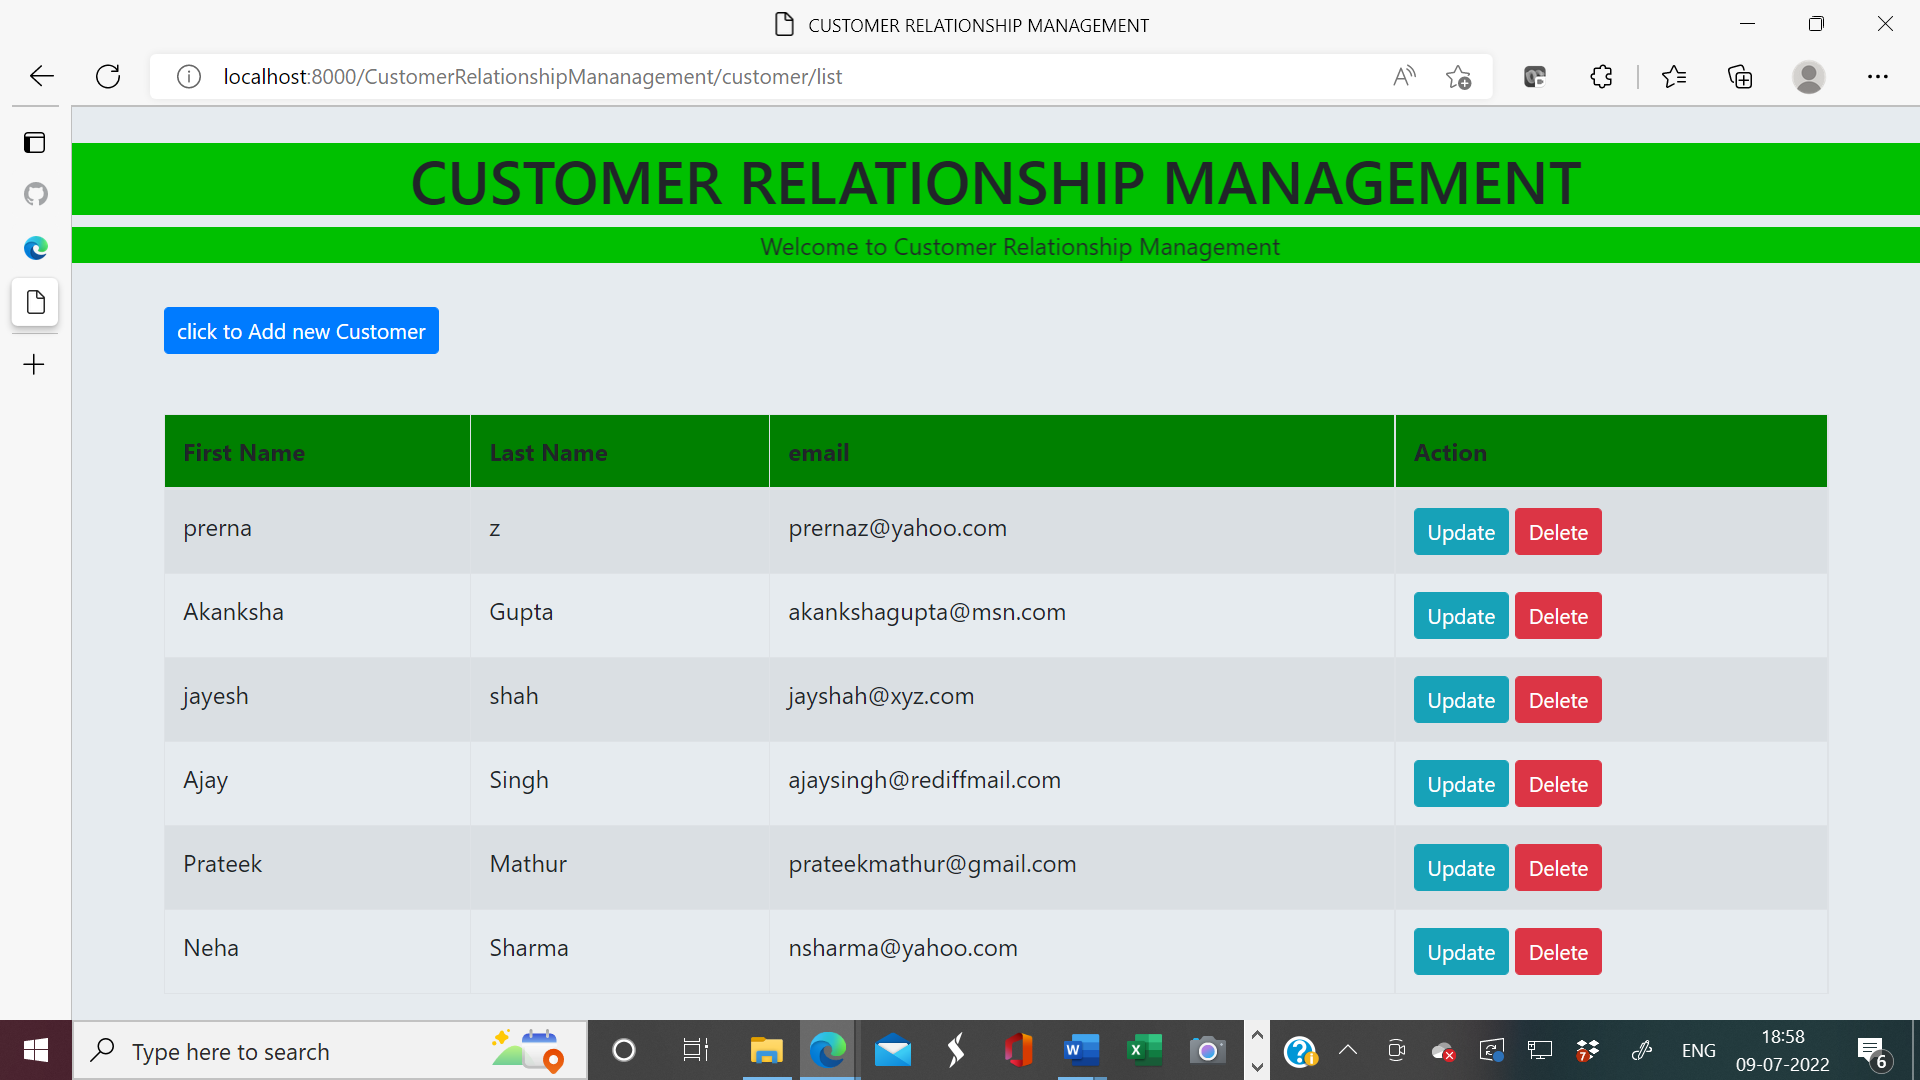 CUSTOMER RELATIONSHIP MANAGEMENT
localhost:8000/CustomerRelationshipMananagement/customer/list
CUSTOMER RELATIONSHIP MANAGEMENT
Welcome to Customer Relationship Management
click to Add new Customer
First Name Last Name email Action
prerna z prernaz@yahoo.com Update Delete
Akanksha Gupta akankshagupta@msn.com Update Delete
jayesh shah jayshah@xyz.com Update Delete
Ajay Singh ajaysingh@rediffmail.com Update Delete
Prateek Mathur prateekmathur@gmail.com Update Delete
Neha Sharma nsharma@yahoo.com Update Delete
Type here to search
ENG
18:58
09-07-2022
6